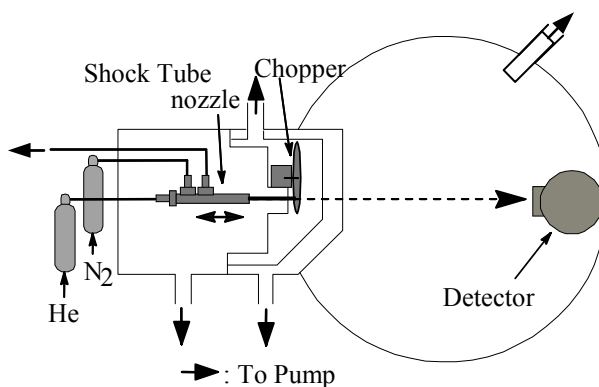 Shock Tube
nozzle
Chopper
N2
He
Detector
: To Pump